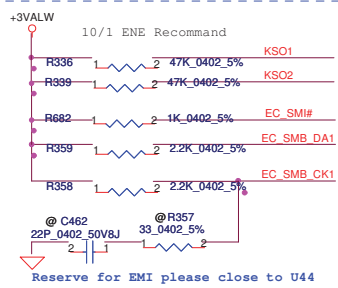 +3VALW
10/1 ENE Recommand
KSO1
R336 1 2 47K_0402_5%
KSO2
R339 1 2 47K_0402_5%
EC_SMI#
R682 1 2 1K_0402_5%
EC_SMB_DA1
R359 1 2 2.2K_0402_5%
EC_SMB_CK1
R358 1 2 2.2K_0402_5%
@ C462 @ R357
22P_0402_50V8J 33_0402_5%
2 1 1 2
Reserve for EMI please close to U44